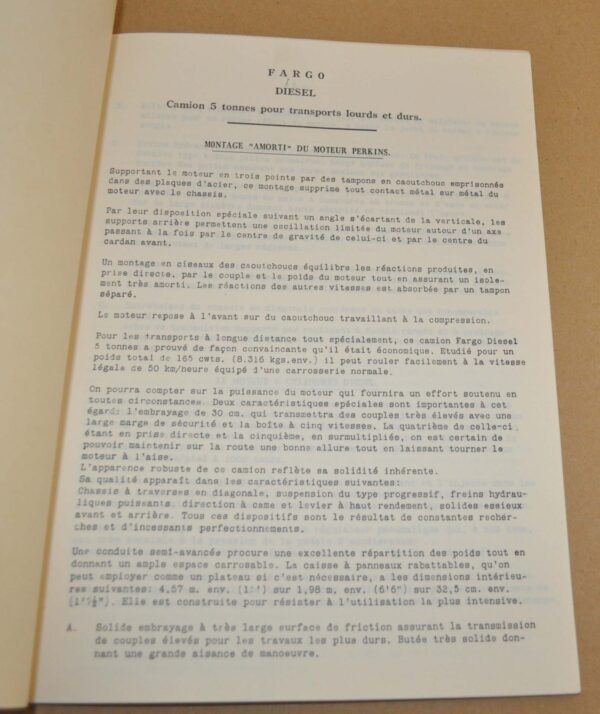 FARGO
DIESEL
Camion 5 tonnes pour transports lourds et durs.
MONTAGE "AMORTI" DU MOTEUR PERKINS.
Supportant le moteur en trois points par des tampons en caoutchouc emprisonnés
dans des plaques d'acier, ce montage supprime tout contact métal sur métal du
moteur avec le chassis.
Par leur disposition spéciale suivant un angle s'écartant de la verticale, les
supports arrière permettent une oscillation limitée du moteur autour d'un axe
passant à la fois par le centre de gravité de celui-ci et par le centre du
cardan avant.
Un montage en ciseaux des caoutchoucs équilibre les réactions produites, en
prise directe, par le couple et le poids du moteur tout en assurant un isole-
ment très amorti. Les réactions des autres vitesses est absorbée par un tampon
séparé.
Le moteur repose à l'avant sur du caoutchouc travaillant à la compression.
Pour les transports à longue distance tout spécialement, ce camion Fargo Diesel
5 tonnes a prouvé de façon convaincante qu'il était économique. Etudié pour un
poids total de 165 cwts. (8.316 kgs.env.) il peut rouler facilement à la vitesse
légale de 50 km/heure équipé d'une carrosserie normale.
On pourra compter sur la puissance du moteur qui fournira un effort soutenu en
toutes circonstances. Deux caractéristiques spéciales sont importantes à cet
égard: l'embrayage de 30 cm. qui transmettra des couples très élevés avec une
large marge de sécurité et la boîte à cinq vitesses. La quatrième de celle-ci
étant en prise directe et la cinquième, en surmultipliée, on est certain de
pouvoir maintenir sur la route une bonne allure tout en laissant tourner le
moteur à l'aise.
L'apparence robuste de ce camion reflète sa solidité inhérente.
Sa qualité apparaît dans les caractéristiques suivantes:
Chassis à traverses en diagonale, suspension du type progressif, freins hydrau-
liques puissants, direction à came et levier à haut rendement, solides essieux
avant et arrière. Tous ces dispositifs sont le résultat de constantes recher-
ches et d'incessants perfectionnements.
Une conduite semi-avancée procure une excellente répartition des poids tout en
donnant un ample espace carrosable. La caisse à panneaux rabattables, qu'on
peut employer comme un plateau si c'est nécessaire, a les dimensions intérieu-
res suivantes: 4,57 m. env. sur 1,98 m. env. (6'6") sur 32,5 cm. env.
Elle est construite pour résister à l'utilisation la plus intensive.
A. Solide embrayage à très large surface de friction assurant la transmission
de couples élevés pour les travaux les plus durs. Butée très solide don-
nant une grande aisance de manoeuvre.